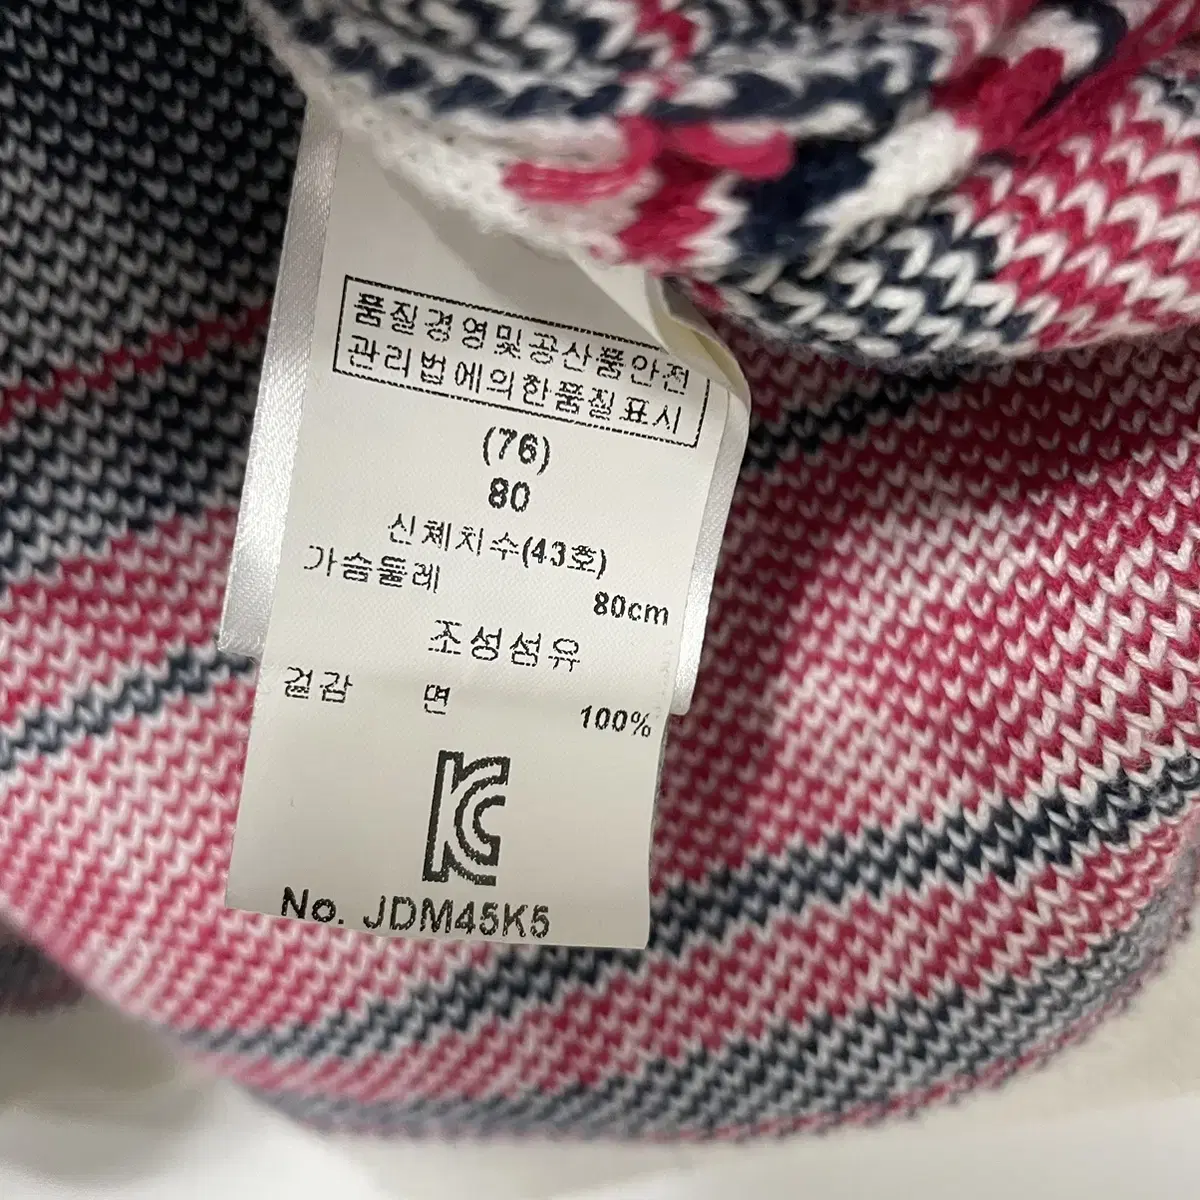 품질경영및공산품안전
관리법에의한품질표시
(76)
80
신체치수(43호)
가슴둘레 80cm
조성섬유
겉감 면 100%
KC
No. JDM45K5